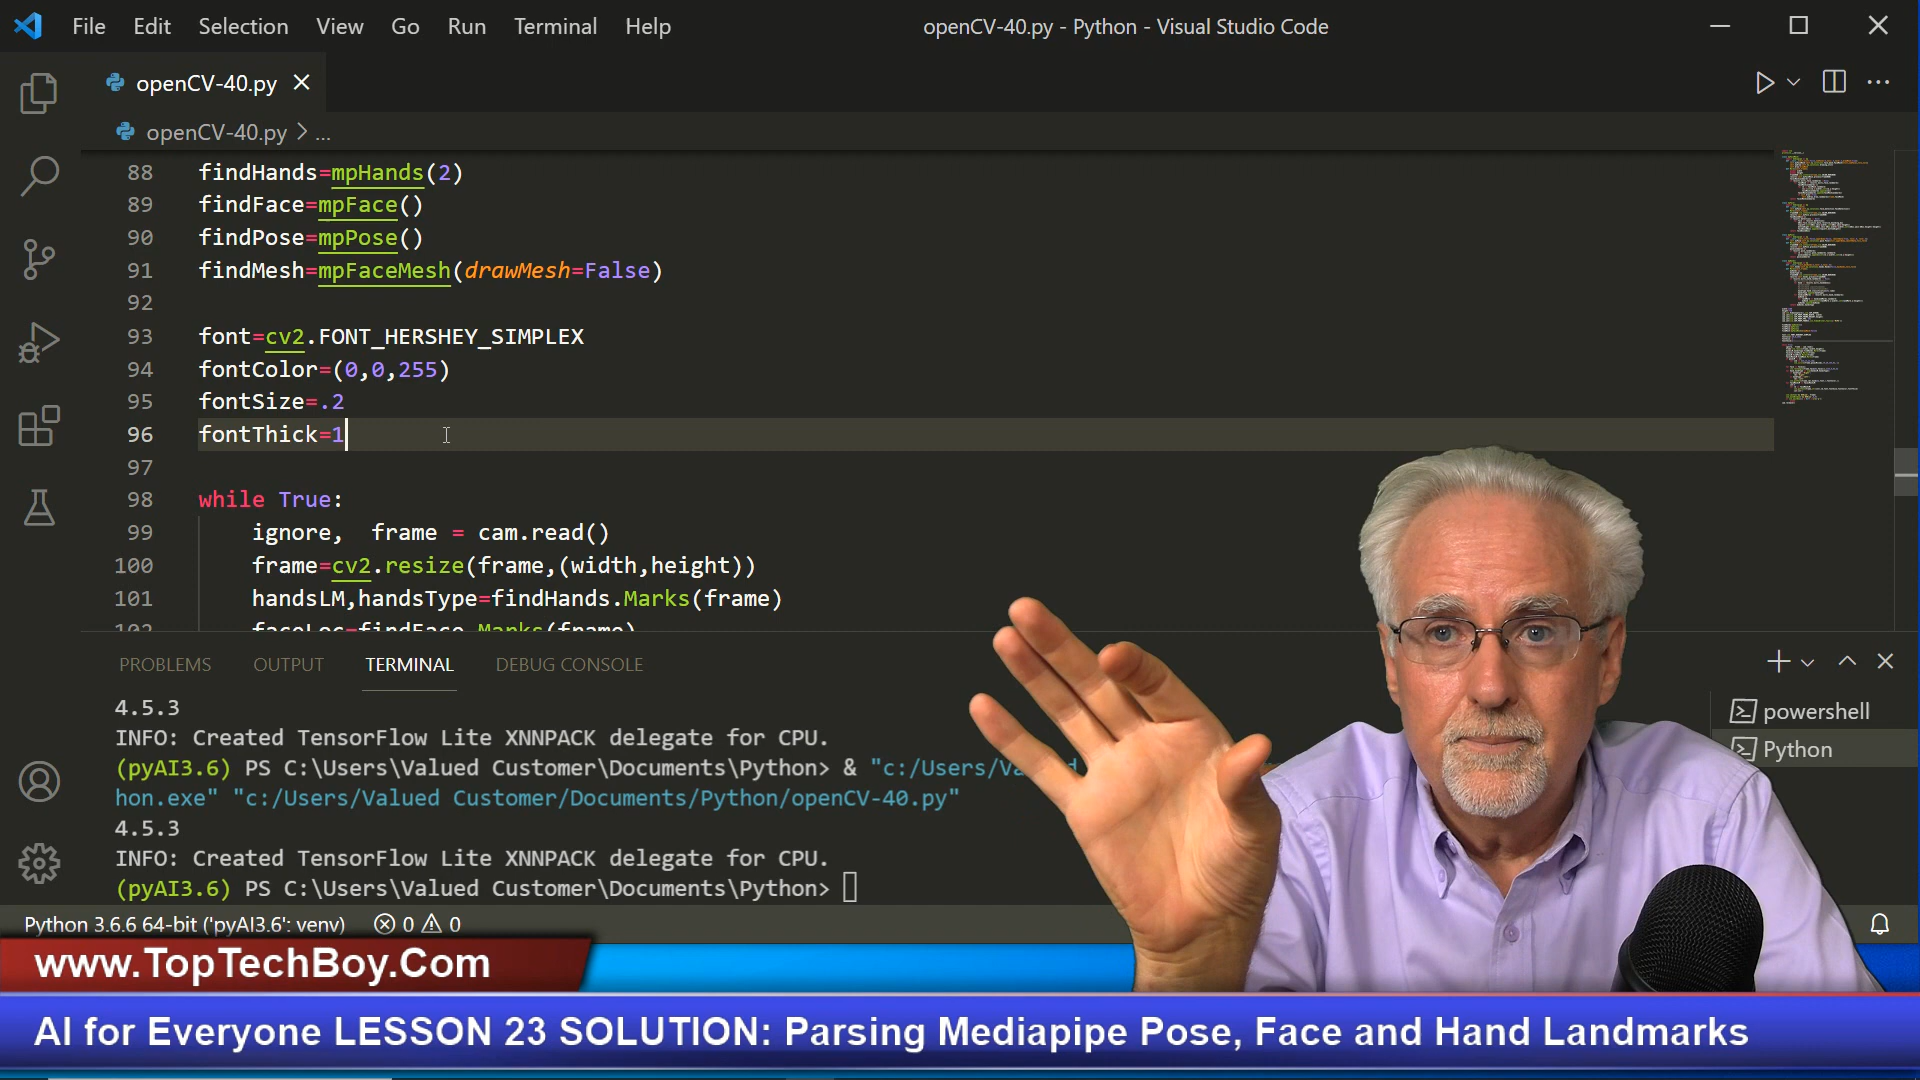 File Edit Selection View Go Run Terminal Help openCV-40.py - Python - Visual Studio Code
openCV-40.py
openCV-40.py > ...
88 findHands=mpHands(2)
89 findFace=mpFace()
90 findPose=mpPose()
91 findMesh=mpFaceMesh(drawMesh=False)
92
93 font=cv2.FONT_HERSHEY_SIMPLEX
94 fontColor=(0,0,255)
95 fontSize=.2
96 fontThick=1
97
98 while True:
99 ignore, frame = cam.read()
100 frame=cv2.resize(frame,(width,height))
101 handsLM,handsType=findHands.Marks(frame)
102 faceLoc=findFace.Marks(frame)
PROBLEMS OUTPUT TERMINAL DEBUG CONSOLE
4.5.3
INFO: Created TensorFlow Lite XNNPACK delegate for CPU.
(pyAI3.6) PS C:\Users\Valued Customer\Documents\Python> & "c:/Users/Valued
hon.exe" "c:/Users/Valued Customer/Documents/Python/openCV-40.py"
4.5.3
INFO: Created TensorFlow Lite XNNPACK delegate for CPU.
(pyAI3.6) PS C:\Users\Valued Customer\Documents\Python>
powershell
Python
Python 3.6.6 64-bit ('pyAI3.6': venv) 0 0
www.TopTechBoy.Com
AI for Everyone LESSON 23 SOLUTION: Parsing Mediapipe Pose, Face and Hand Landmarks